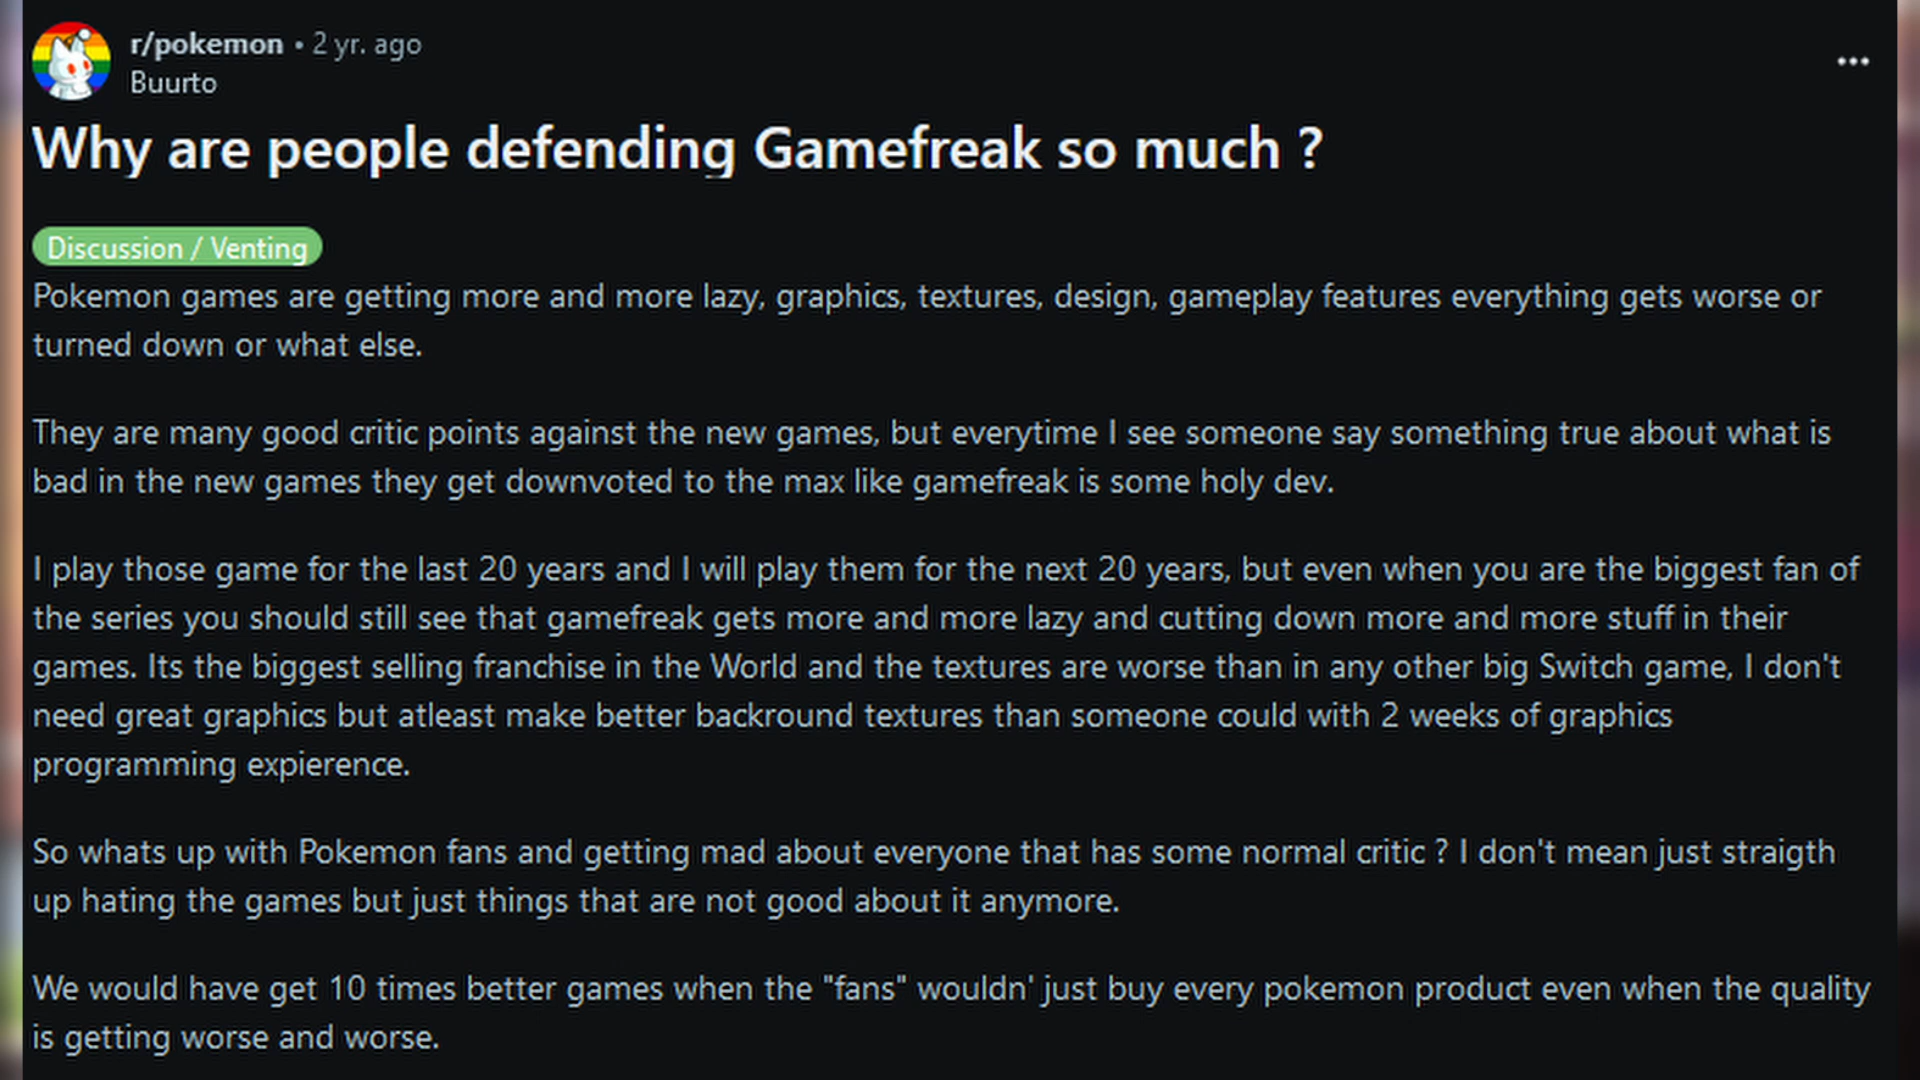 r/pokemon • 2 yr. ago
Buurto
Why are people defending Gamefreak so much ?
Discussion / Venting
Pokemon games are getting more and more lazy, graphics, textures, design, gameplay features everything gets worse or
turned down or what else.
They are many good critic points against the new games, but everytime I see someone say something true about what is
bad in the new games they get downvoted to the max like gamefreak is some holy dev.
I play those game for the last 20 years and I will play them for the next 20 years, but even when you are the biggest fan of
the series you should still see that gamefreak gets more and more lazy and cutting down more and more stuff in their
games. Its the biggest selling franchise in the World and the textures are worse than in any other big Switch game, I don't
need great graphics but atleast make better backround textures than someone could with 2 weeks of graphics
programming expierence.
So whats up with Pokemon fans and getting mad about everyone that has some normal critic ? I don't mean just straigth
up hating the games but just things that are not good about it anymore.
We would have get 10 times better games when the "fans" wouldn' just buy every pokemon product even when the quality
is getting worse and worse.